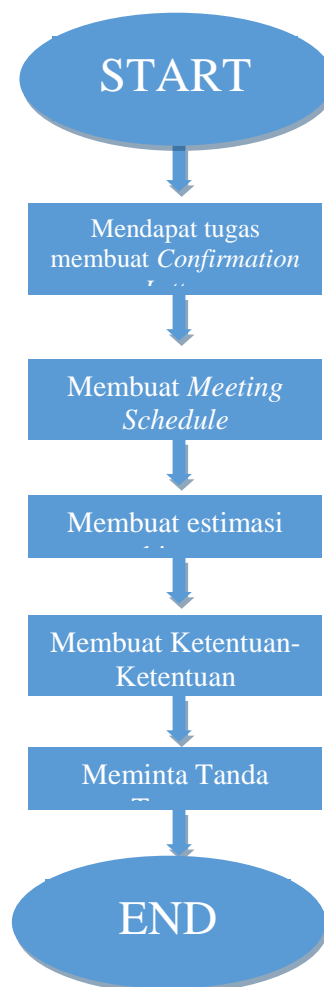 START
Mendapat tugas
membuat Confirmation
Membuat Meeting
Schedule
Membuat estimasi
Membuat Ketentuan-
Ketentuan
Meminta Tanda
END